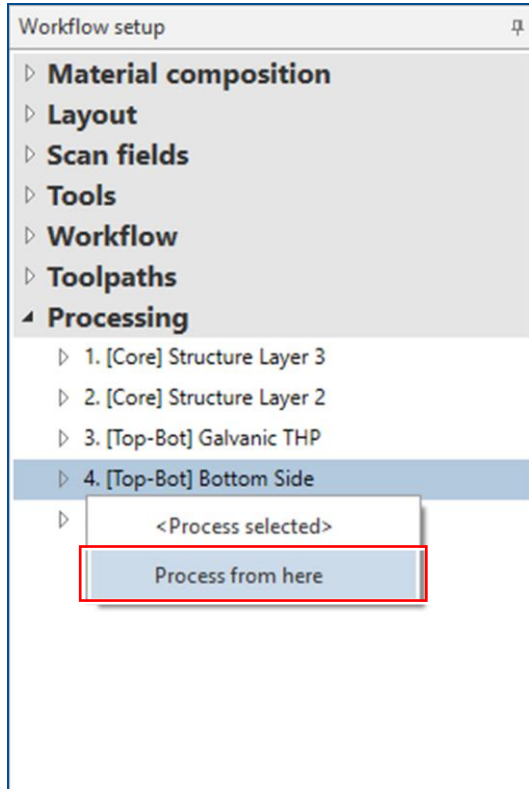 Workflow setup
Material composition
Layout
Scan fields
Tools
Workflow
Toolpaths
Processing
1. [Core] Structure Layer 3
2. [Core] Structure Layer 2
3. [Top-Bot] Galvanic THP
4. [Top-Bot] Bottom Side
<Process selected>
Process from here